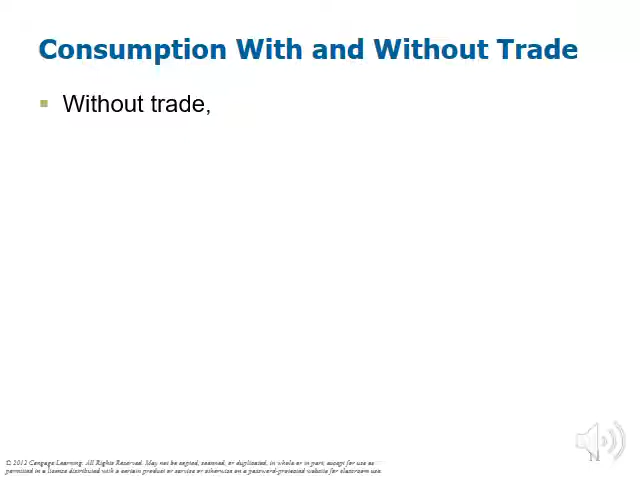 Consumption With and Without Trade
Without trade,
© 2012 Cengage Learning. All Rights Reserved. May not be copied, scanned, or duplicated, in whole or in part, except for use as
permitted in a license distributed with a certain product or service or otherwise on a password-protected website for classroom use.
11